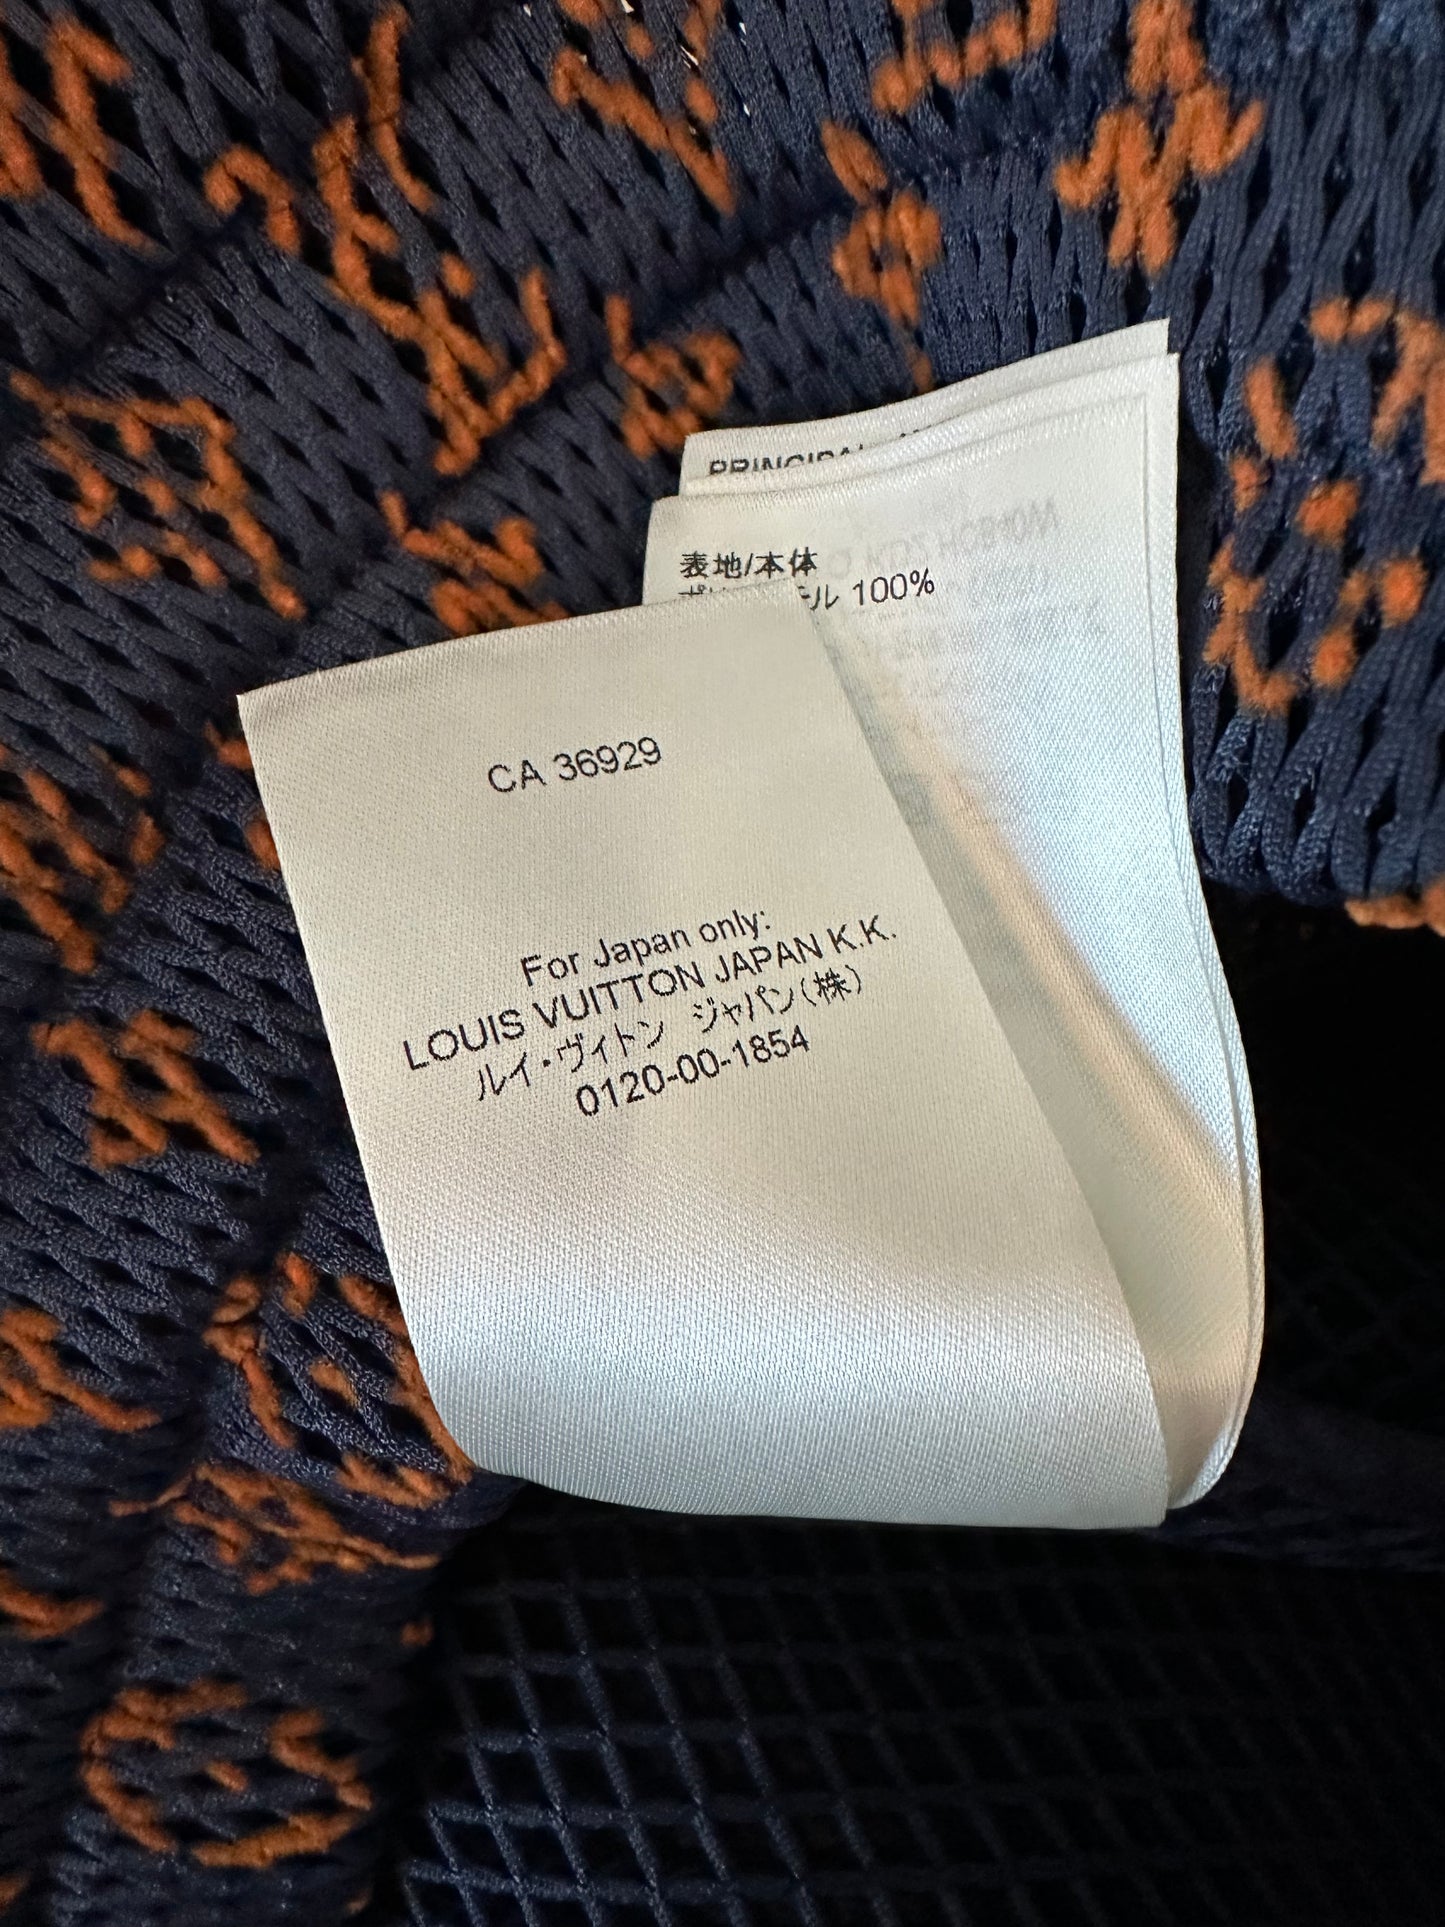 PRINCIPAL
表地/本体
100%
CA 36929
For Japan only:
LOUIS VUITTON JAPAN K.K.
ルイ・ヴィトン ジャパン(株)
0120-00-1854